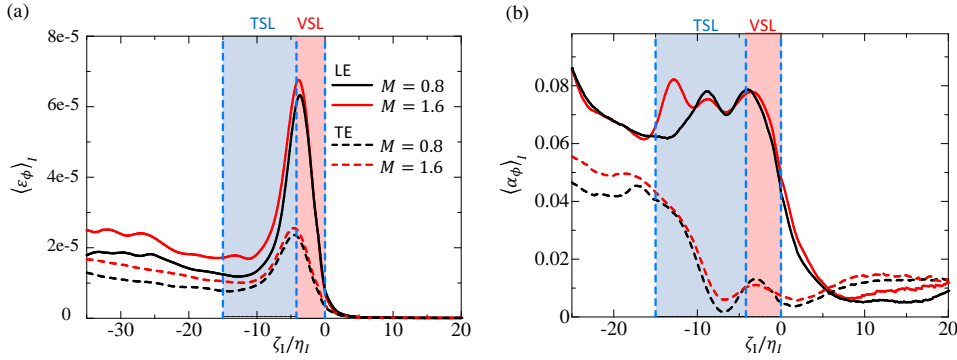 (a)
TSL VSL
8e-5
6e-5
4e-5
2e-5
0
-30 -20 -10 0 10 20
⟨ε_ϕ⟩_I
ζ_I/η_I
LE
M = 0.8
M = 1.6
TE
M = 0.8
M = 1.6
(b)
TSL VSL
0.08
0.06
0.04
0.02
0
-20 -10 0 10 20
⟨α_ϕ⟩_I
ζ_I/η_I